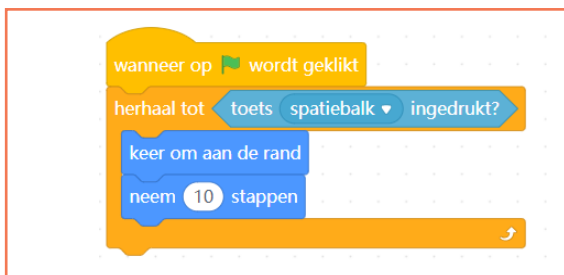 wanneer op wordt geklikt
herhaal tot toets spatiebalk ingedrukt?
keer om aan de rand
neem 10 stappen